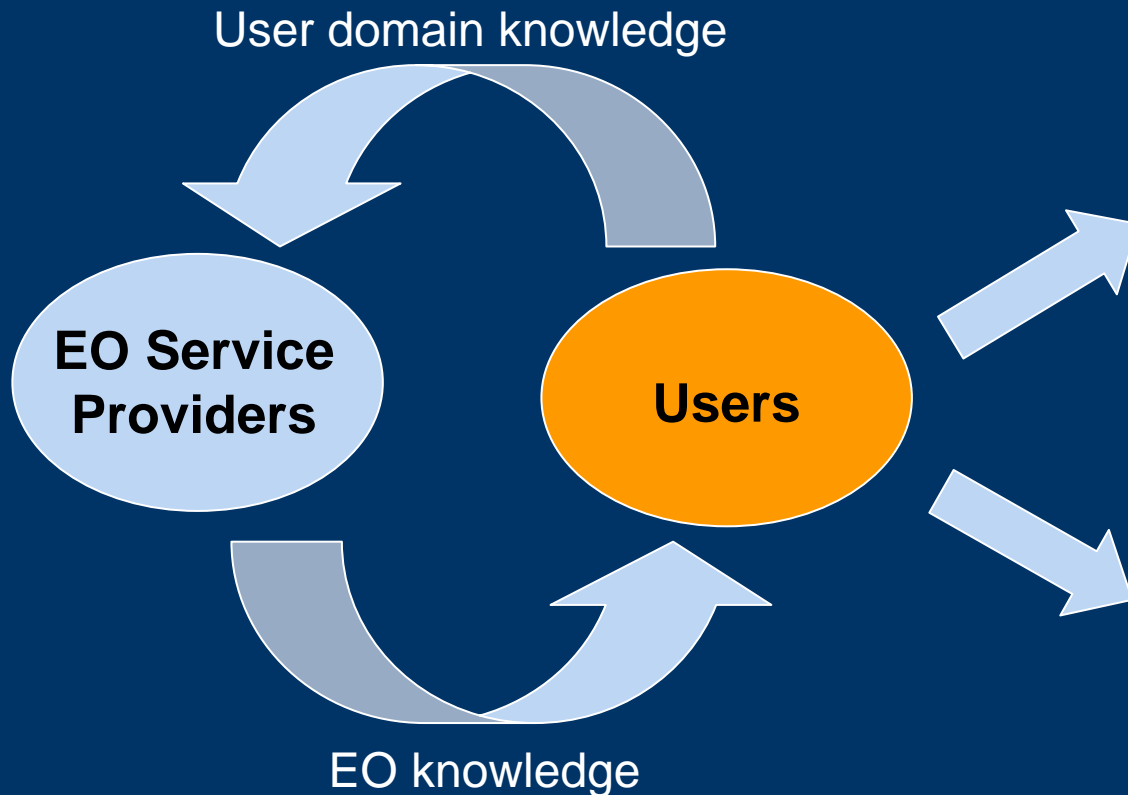 User domain knowledge
EO Service
Providers
Users
EO knowledge